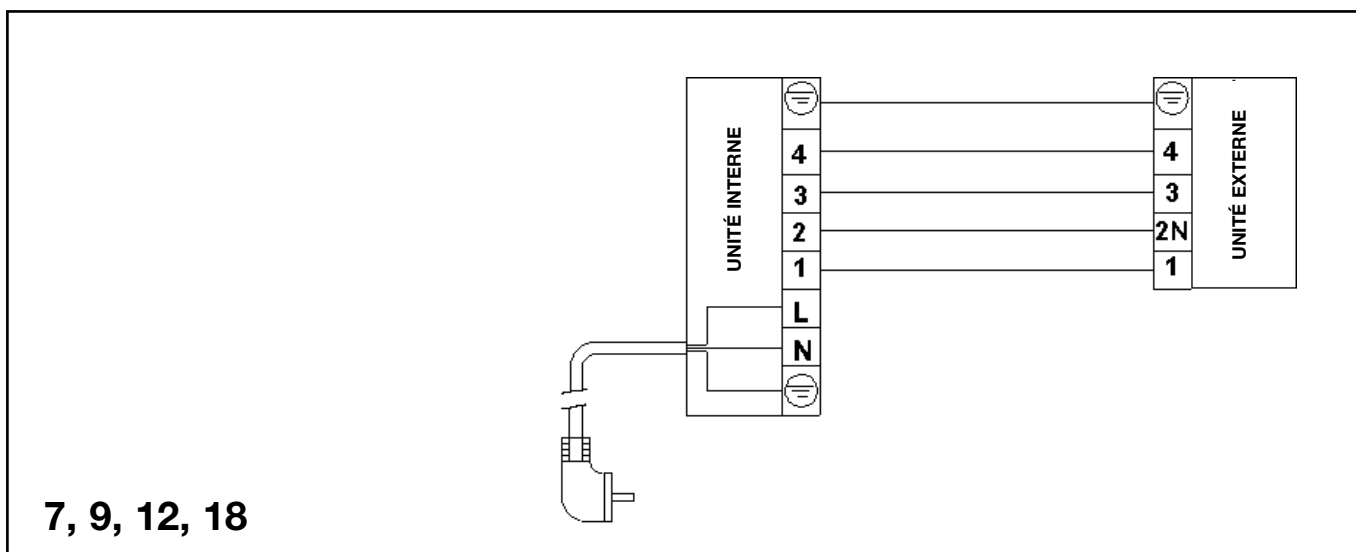 UNITÉ INTERNE
4
3
2
1
L
N
4
3
2N
1
UNITÉ EXTERNE
7, 9, 12, 18